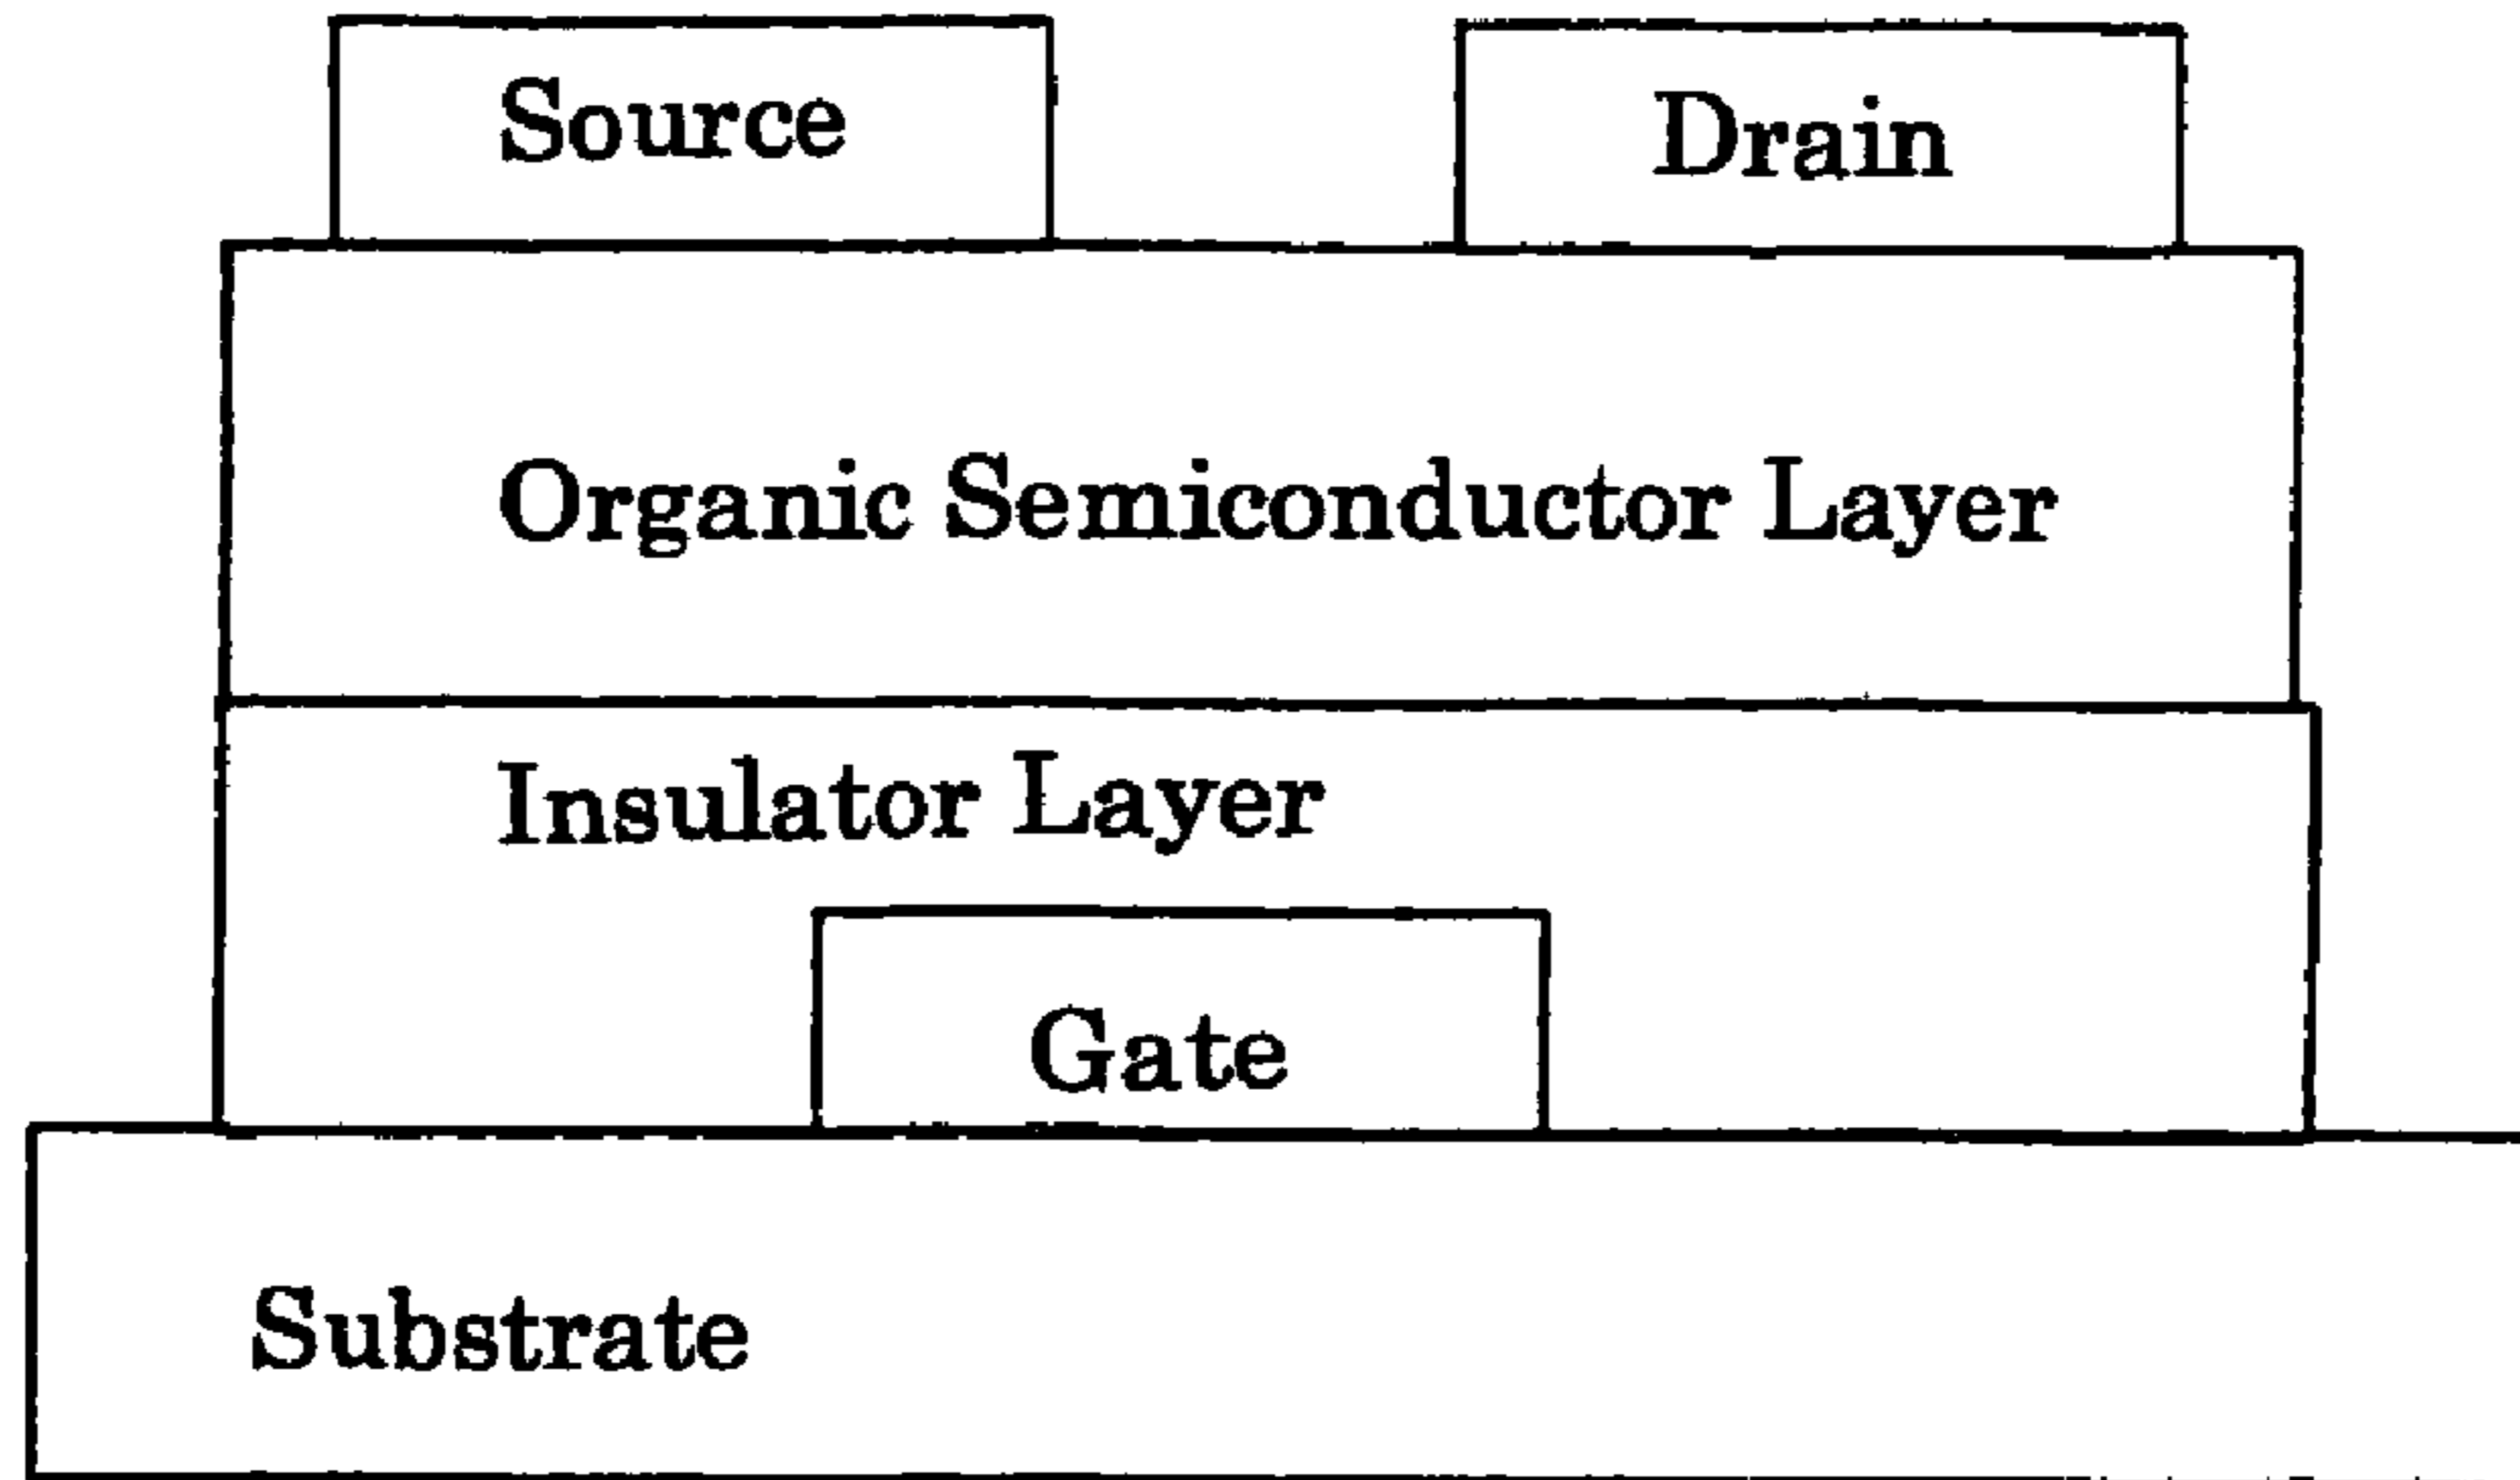 Source
Drain
Organic Semiconductor Layer
Insulator Layer
Gate
Substrate